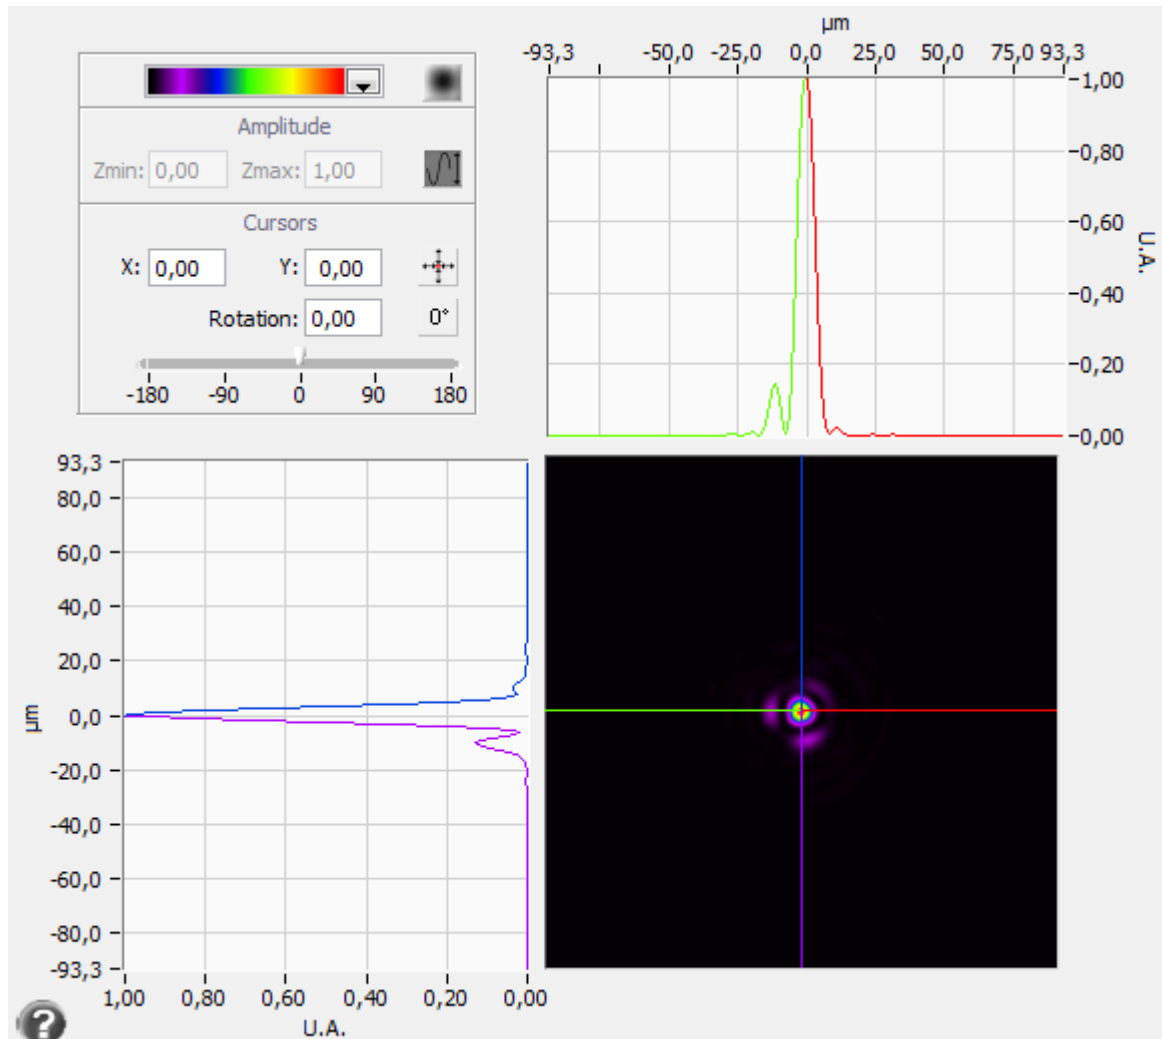 µm
-93,3 -50,0 -25,0 0,0 25,0 50,0 75,0 93,3
Amplitude
Zmin: 0,00 Zmax: 1,00
Cursors
X: 0,00 Y: 0,00
Rotation: 0,00 0°
-180 -90 0 90 180
1,00
0,80
0,60
0,40
0,20
0,00
U.A.
93,3
80,0
60,0
40,0
20,0
0,0
-20,0
-40,0
-60,0
-80,0
-93,3
µm
1,00 0,80 0,60 0,40 0,20 0,00
U.A.
?